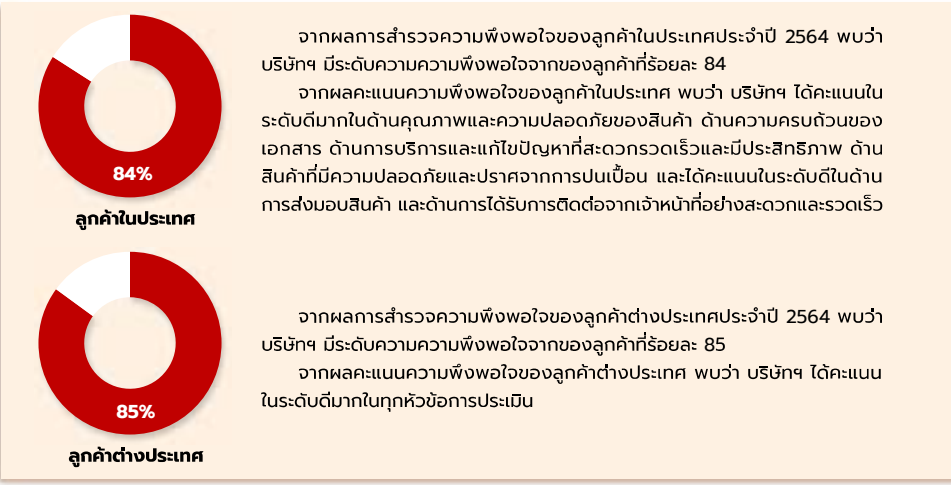 84%
ลูกค้าในประเทศ
จากผลการสำรวจความพึงพอใจของลูกค้าในประเทศประจำปี 2564 พบว่า
บริษัทฯ มีระดับความความพึงพอใจจากของลูกค้าที่ร้อยละ 84
จากผลคะแนนความพึงพอใจของลูกค้าในประเทศ พบว่า บริษัทฯ ได้คะแนนใน
ระดับดีมากในด้านคุณภาพและความปลอดภัยของสินค้า ด้านความครบถ้วนของ
เอกสาร ด้านการบริการและแก้ไขปัญหาที่สะดวกรวดเร็วและมีประสิทธิภาพ ด้าน
สินค้าที่มีความปลอดภัยและปราศจากการปนเปื้อน และได้คะแนนในระดับดีในด้าน
การส่งมอบสินค้า และด้านการได้รับการติดต่อจากเจ้าหน้าที่อย่างสะดวกและรวดเร็ว
85%
ลูกค้าต่างประเทศ
จากผลการสำรวจความพึงพอใจของลูกค้าต่างประเทศประจำปี 2564 พบว่า
บริษัทฯ มีระดับความความพึงพอใจจากของลูกค้าที่ร้อยละ 85
จากผลคะแนนความพึงพอใจของลูกค้าต่างประเทศ พบว่า บริษัทฯ ได้คะแนน
ในระดับดีมากในทุกหัวข้อการประเมิน